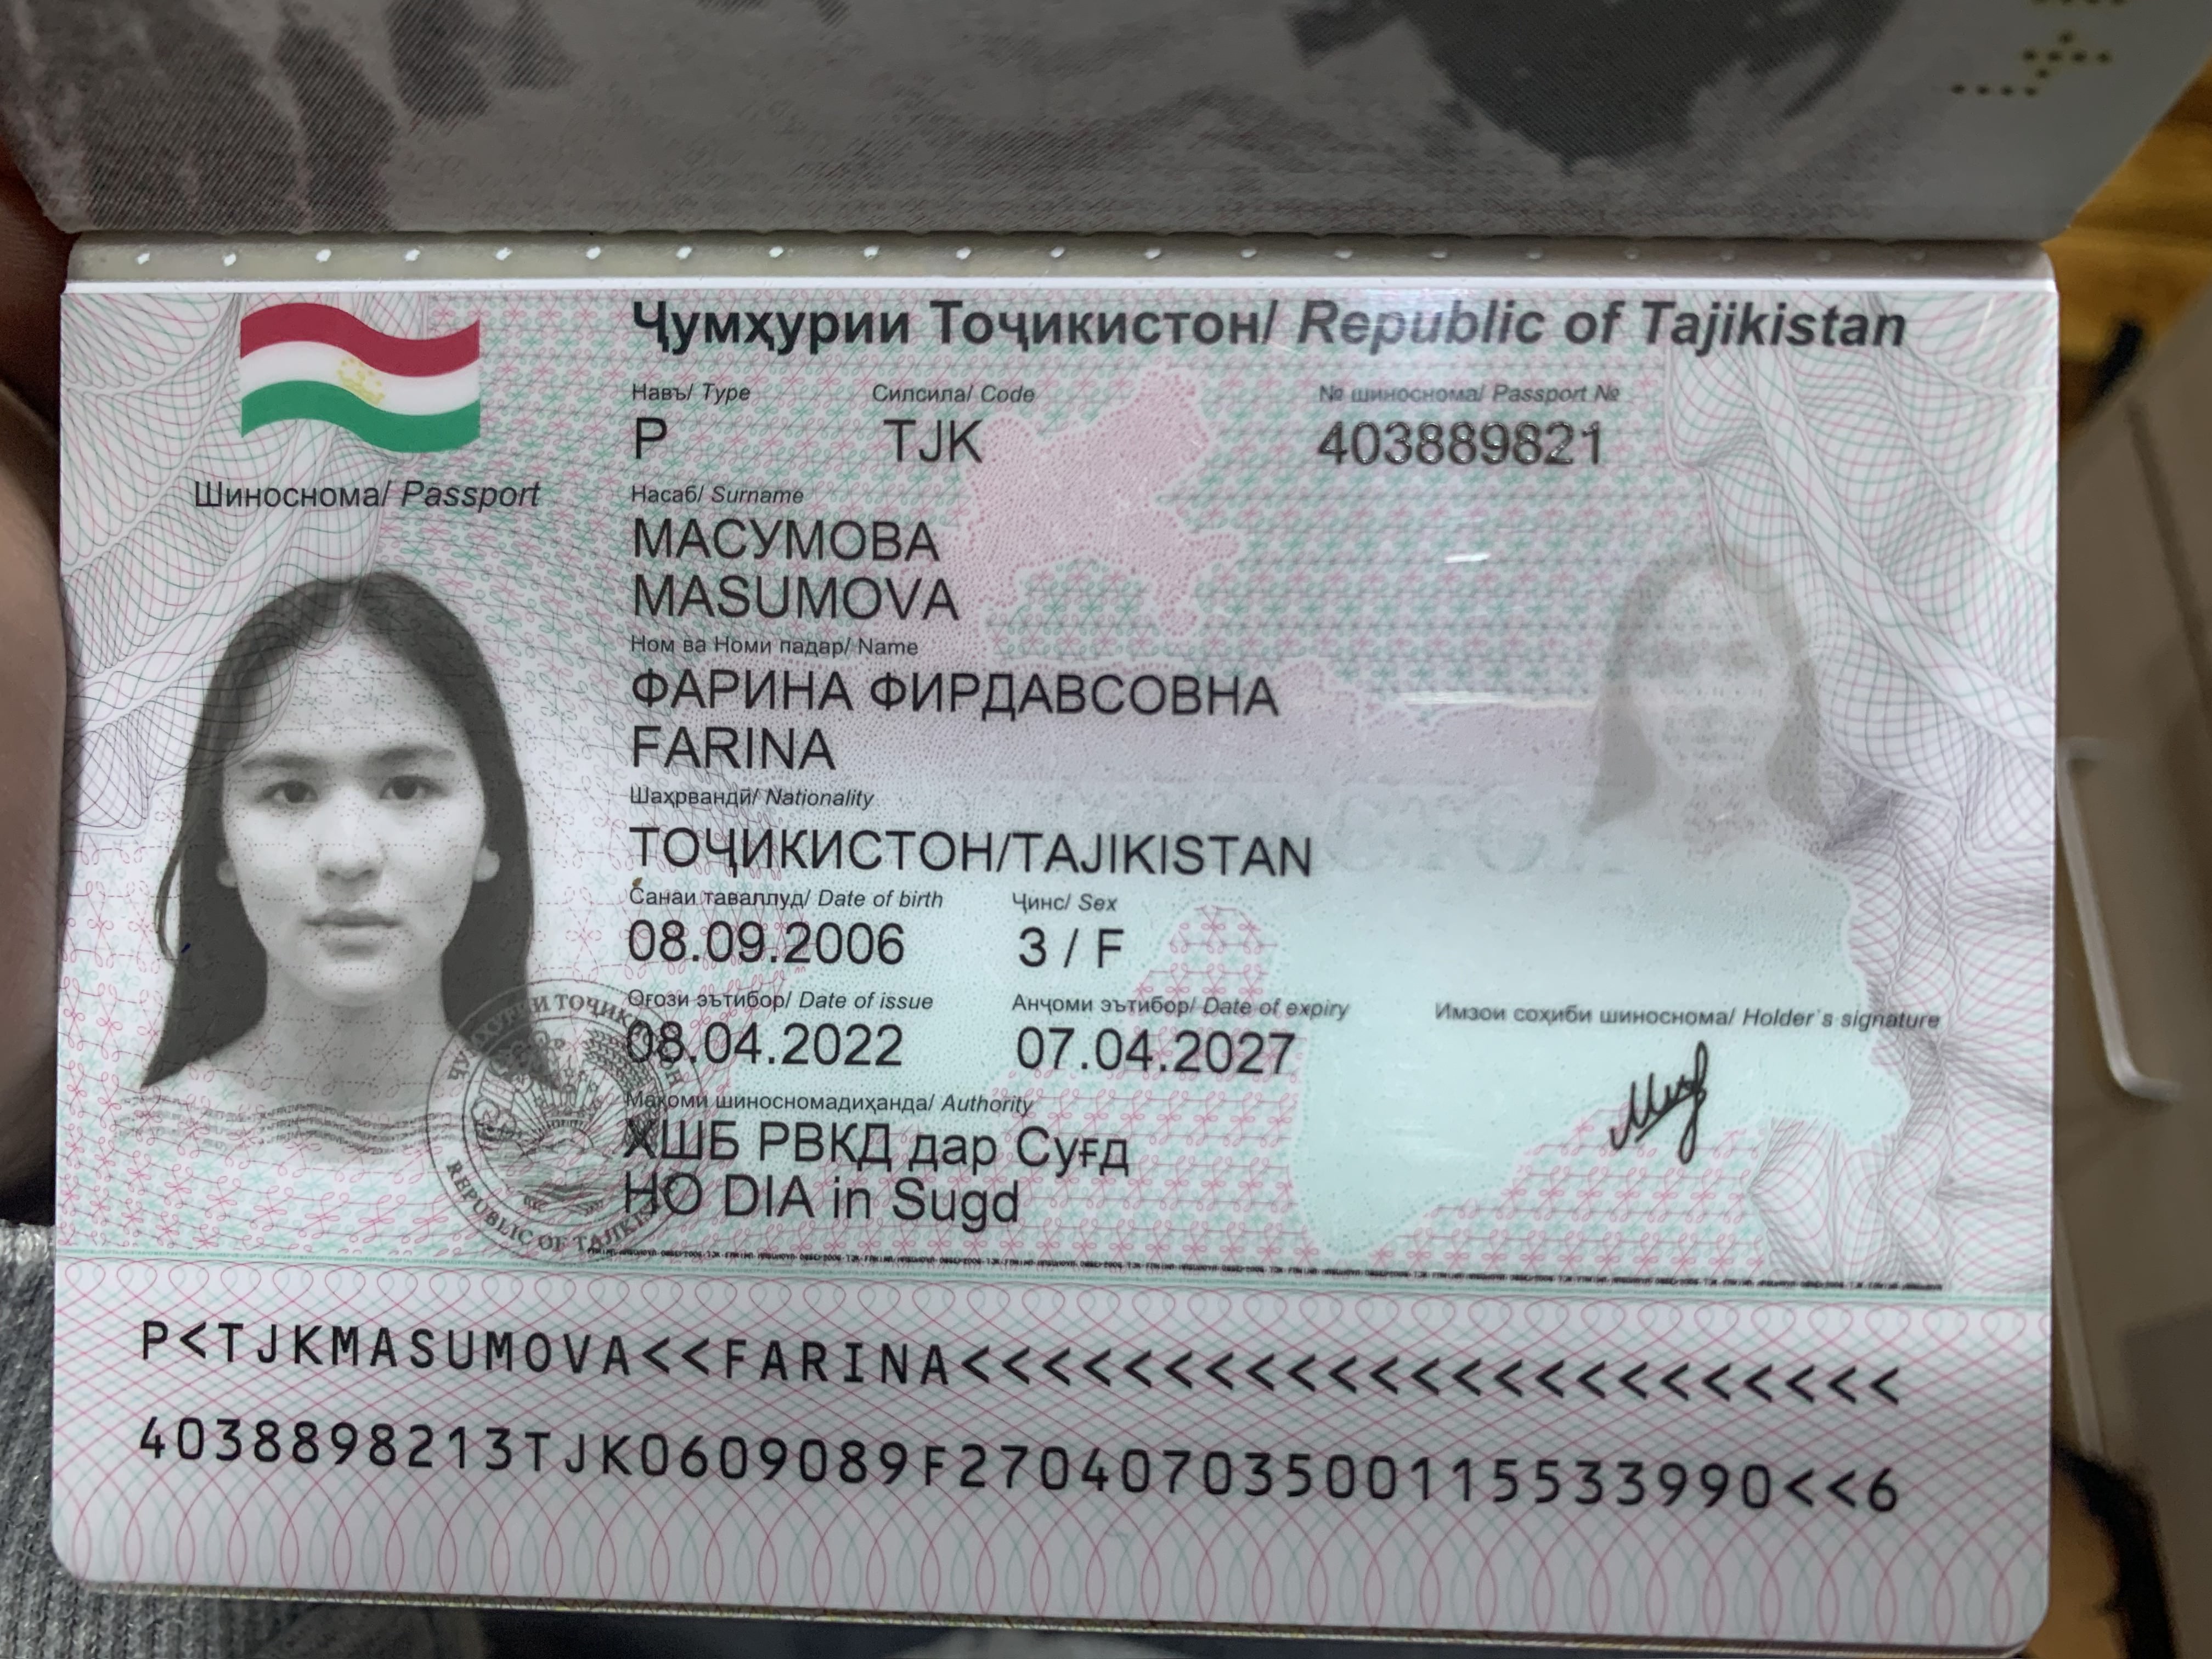 Ҷумҳурии Тоҷикистон/ Republic of Tajikistan
Шиноснома/ Passport
Навъ/ Type Силсила/ Code № шиноснома/ Passport №
P TJK 403889821
Насаб/ Surname
МАСУМОВА
MASUMOVA
Ном ва Номи падар/ Name
ФАРИНА ФИРДАВСОВНА
FARINA
Шаҳрвандӣ/ Nationality
ТОҶИКИСТОН/TAJIKISTAN
Санаи таваллуд/ Date of birth Ҷинс/ Sex
08.09.2006 З / F
Оғози эътибор/ Date of issue Анҷоми эътибор/ Date of expiry Имзои соҳиби шиноснома/ Holder`s signature
08.04.2022 07.04.2027
Мақоми шиносномадиҳанда/ Authority
ХШБ РВКД дар Суғд
HO DIA in Sugd
REPUBLIC OF
P<TJKMASUMOVA<<FARINA<<<<<<<<<<<<<<<<<<<<<<<
4038898213TJK0609089F27040703500115533990<<6